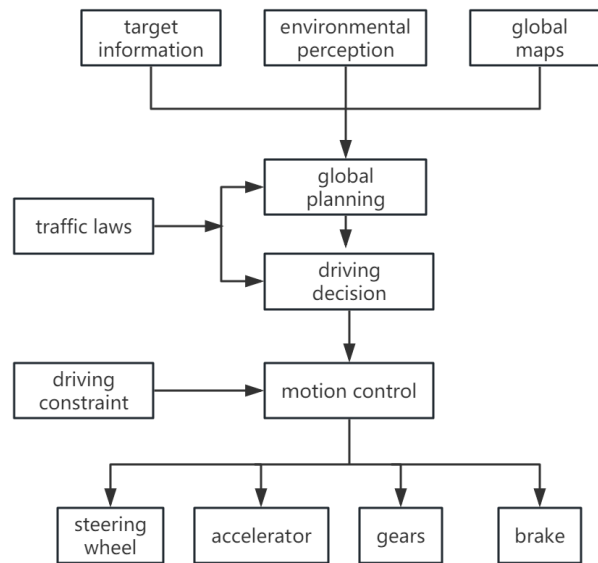 target
information
environmental
perception
global
maps
global
planning
traffic laws
driving
decision
driving
constraint
motion control
steering
wheel
accelerator
gears
brake